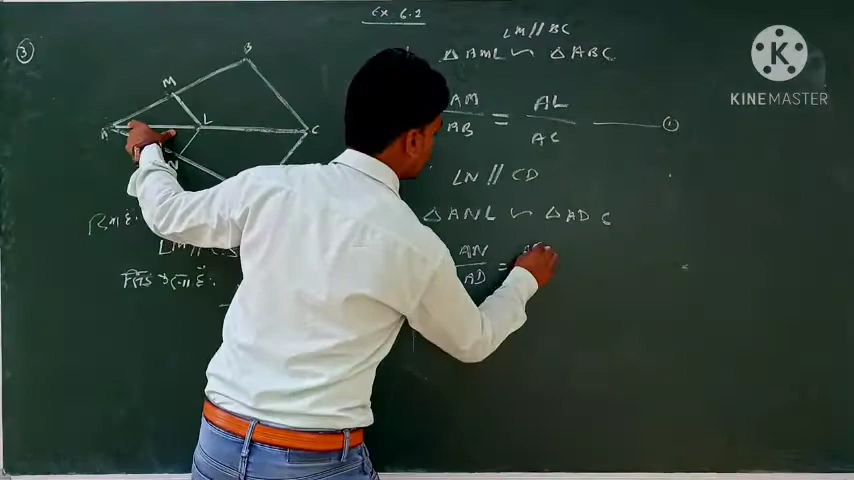 Ex 6.2
③
LM // BC
△AML ∽ △ABC
AM/AB = AL/AC — ①
LN // CD
△ANL ∽ △ADC
AN/AD =
A B C M L N
K
KINEMASTER